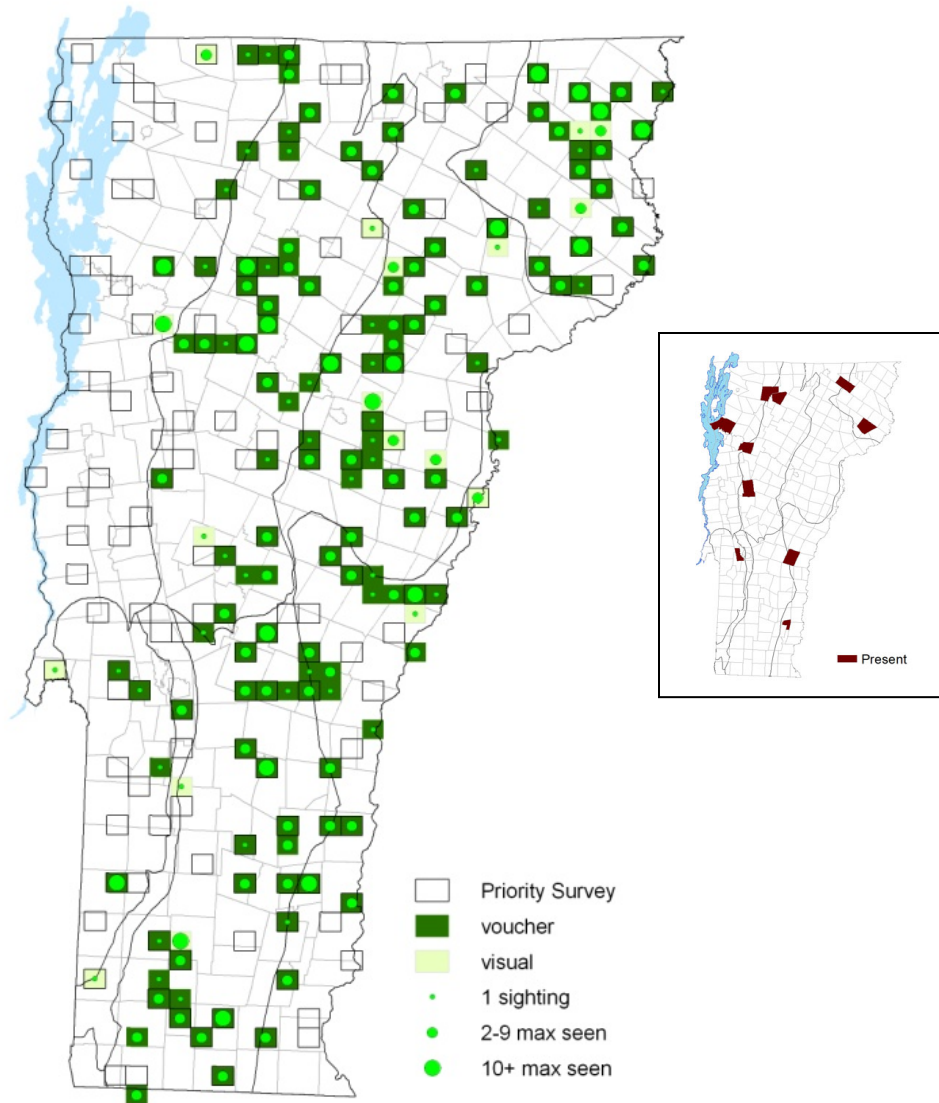 Present
Priority Survey
voucher
visual
1 sighting
2-9 max seen
10+ max seen